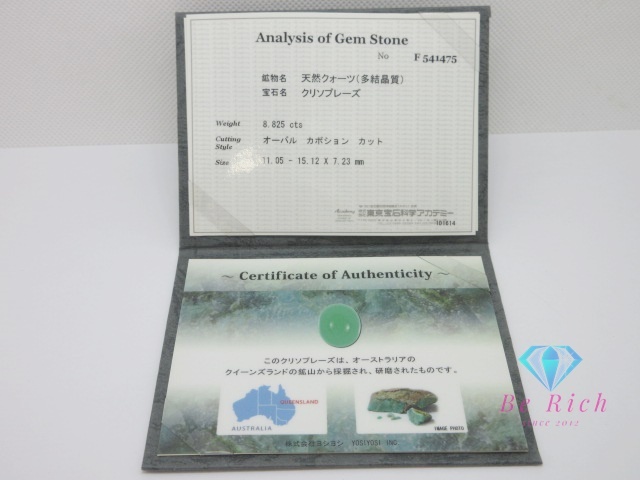 Analysis of Gem Stone
No F 541475
鉱物名 天然クォーツ(多結晶質)
宝石名 クリソプレーズ
Weight 8.825 cts
Cutting Style オーバル カボション カット
Size 11.05 - 15.12 X 7.23 mm
Academy 東京宝石科学アカデミー
181614
~ Certificate of Authenticity ~
このクリソプレーズは、オーストラリアの
クイーンズランドの鉱山から採掘され、研磨されたものです。
QUEENSLAND
AUSTRALIA
IMAGE PHOTO
株式会社ヨシヨシ YOSIYOSI INC
Be Rich
since 2012